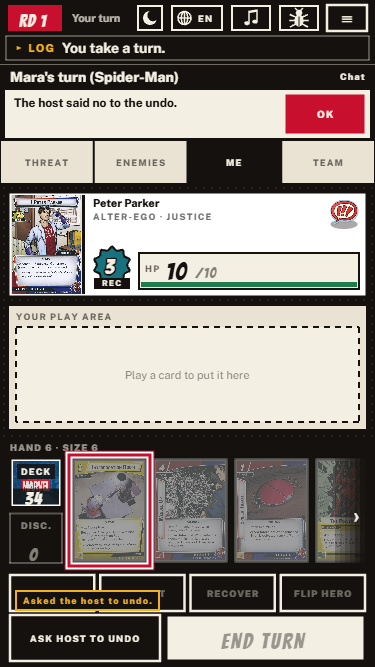 RD 1
Your turn
EN
► LOG You take a turn.
Mara's turn (Spider-Man)
Chat
The host said no to the undo.
OK
THREAT
ENEMIES
ME
TEAM
Peter Parker
ALTER-EGO · JUSTICE
3
REC
HP 10 /10
YOUR PLAY AREA
Play a card to put it here
HAND 6 · SIZE 6
DECK
MARVEL
34
DISC.
0
RECOVER
FLIP HERO
Asked the host to undo.
ASK HOST TO UNDO
END TURN